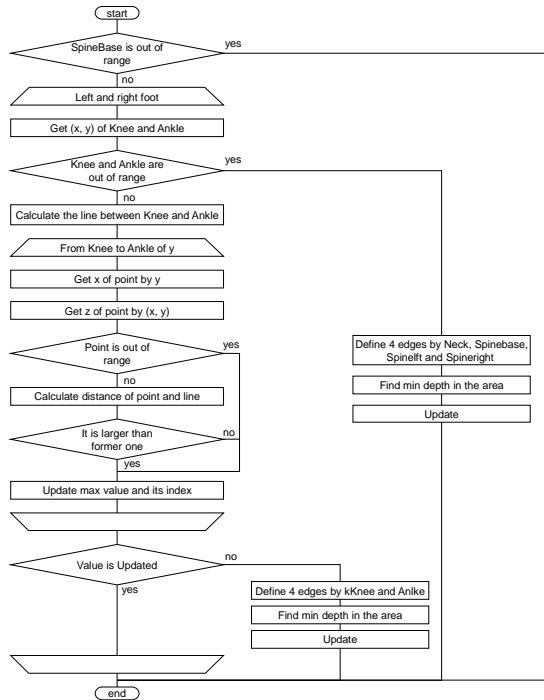 start
SpineBase is out of
range
yes
no
Left and right foot
Get (x, y) of Knee and Ankle
Knee and Ankle are
out of range
yes
no
Calculate the line between Knee and Ankle
From Knee to Ankle of y
Get x of point by y
Get z of point by (x, y)
Point is out of
range
yes
no
Calculate distance of point and line
It is larger than
former one
no
yes
Update max value and its index
Define 4 edges by Neck, Spinebase,
Spinelft and Spineright
Find min depth in the area
Update
Value is Updated
no
yes
Define 4 edges by kKnee and Anlke
Find min depth in the area
Update
end